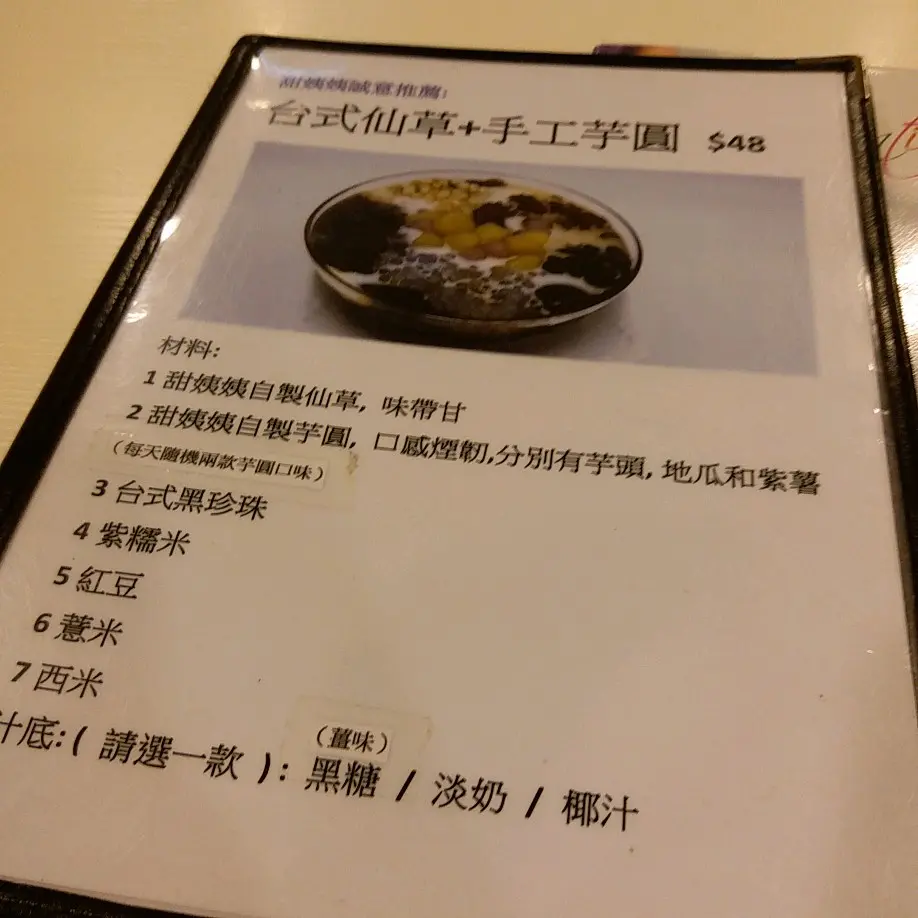 甜姨姨誠意推薦:
台式仙草+手工芋圓 $48
材料:
1 甜姨姨自製仙草, 味帶甘
2 甜姨姨自製芋圓, 口感煙韌,分別有芋頭, 地瓜和紫薯
（每天隨機兩款芋圓口味）
3 台式黑珍珠
4 紫糯米
5 紅豆
6 薏米
7 西米
（薑味）
汁底:( 請選一款 ): 黑糖 / 淡奶 / 椰汁